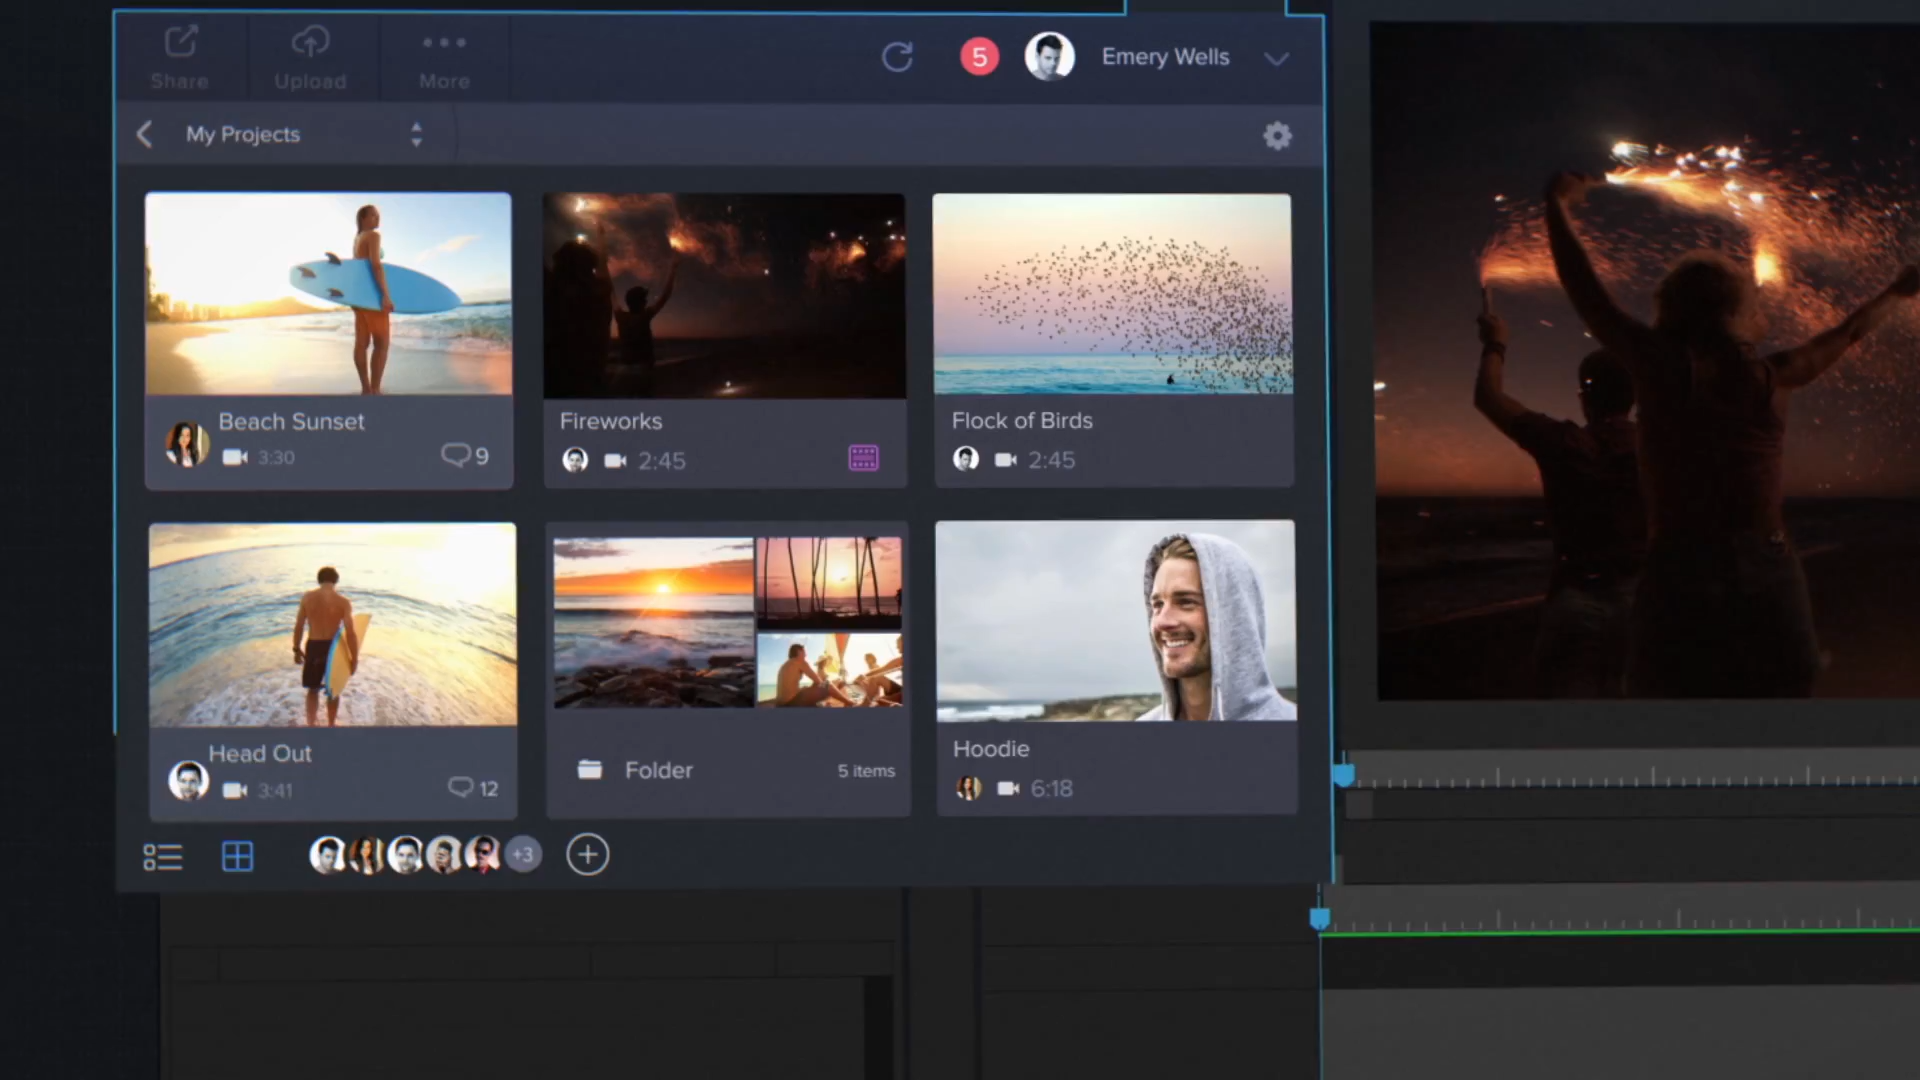 Share
Upload
More
5
Emery Wells
My Projects
Beach Sunset
3:30
9
Fireworks
2:45
Flock of Birds
2:45
Head Out
3:41
12
Folder
5 items
Hoodie
6:18
+3